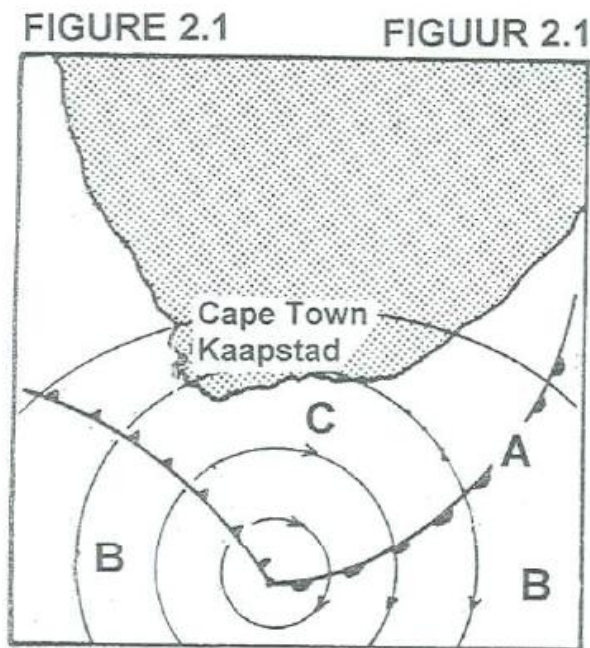 FIGURE 2.1
FIGUUR 2.1
Cape Town
Kaapstad
C
A
B
B